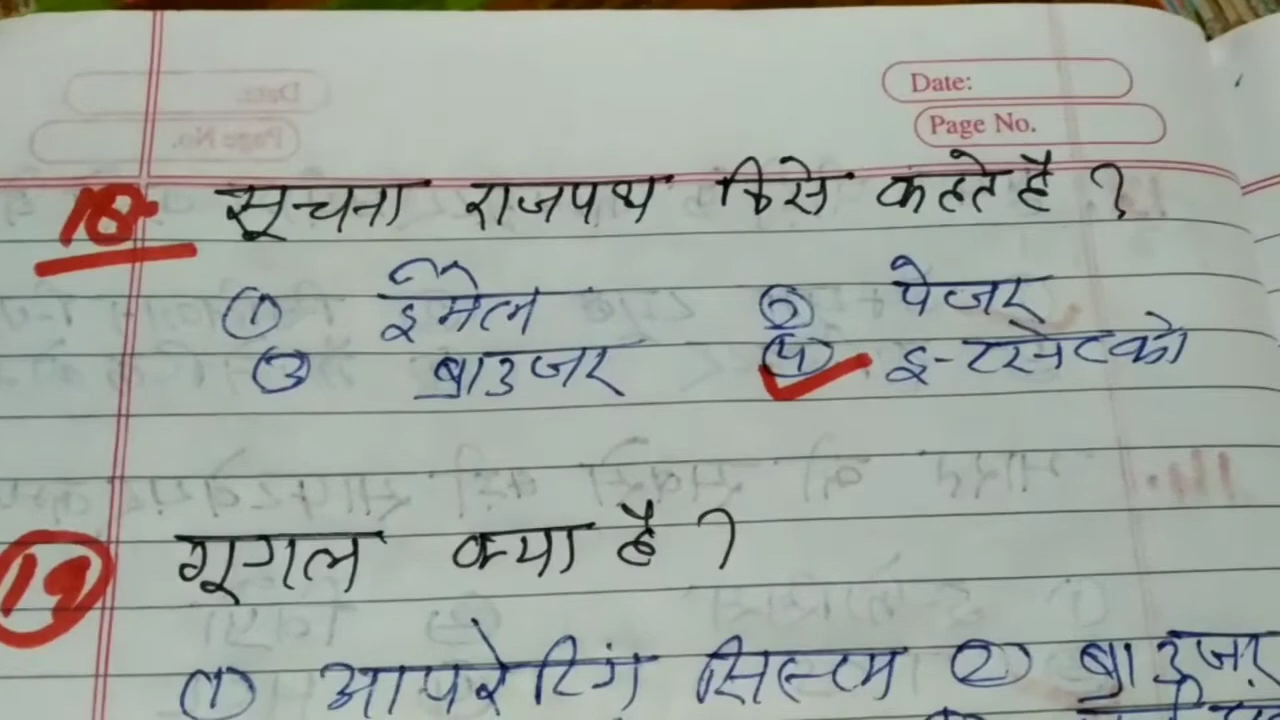 Date:
Page No.
18 सूचना राजपथ किसे कहते है ?
① ईमेल ② पेजर
③ ब्राउजर ④ इन्टरनेट को
19 गूगल क्या है ?
① आपरेटिंग सिस्टम ② ब्राउजर